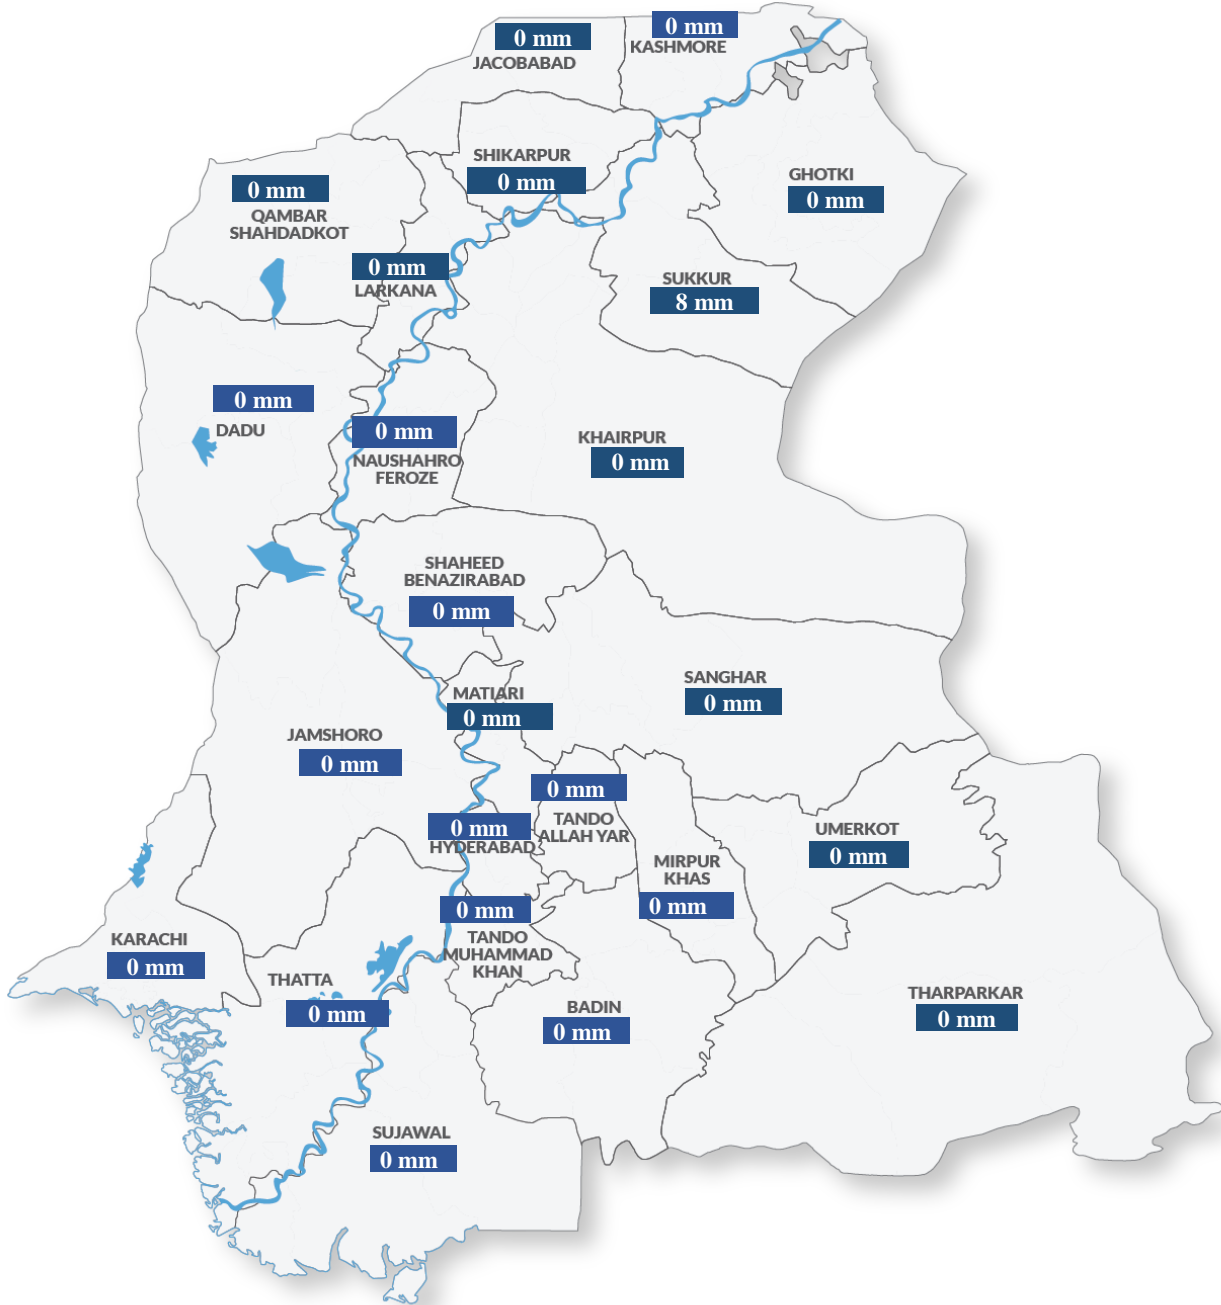 0 mm
KASHMORE
0 mm
JACOBABAD
SHIKARPUR
0 mm
GHOTKI
0 mm
0 mm
QAMBAR
SHAHDADKOT
0 mm
LARKANA
SUKKUR
8 mm
0 mm
DADU
0 mm
NAUSHAHRO
FEROZE
KHAIRPUR
0 mm
SHAHEED
BENAZIRABAD
0 mm
SANGHAR
0 mm
MATIARI
0 mm
JAMSHORO
0 mm
0 mm
TANDO
ALLAH YAR
0 mm
HYDERABAD
UMERKOT
0 mm
MIRPUR
KHAS
0 mm
0 mm
TANDO
MUHAMMAD
KHAN
KARACHI
0 mm
THATTA
0 mm
BADIN
0 mm
THARPARKAR
0 mm
SUJAWAL
0 mm